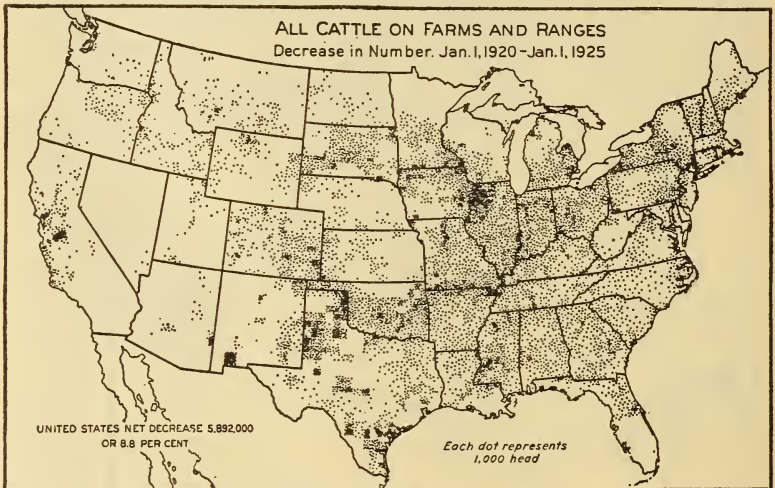 ALL CATTLE ON FARMS AND RANGES
Decrease in Number. Jan. 1, 1920-Jan. 1, 1925
UNITED STATES NET DECREASE 5,892,000
OR 8.8 PER CENT
Each dot represents
1,000 head